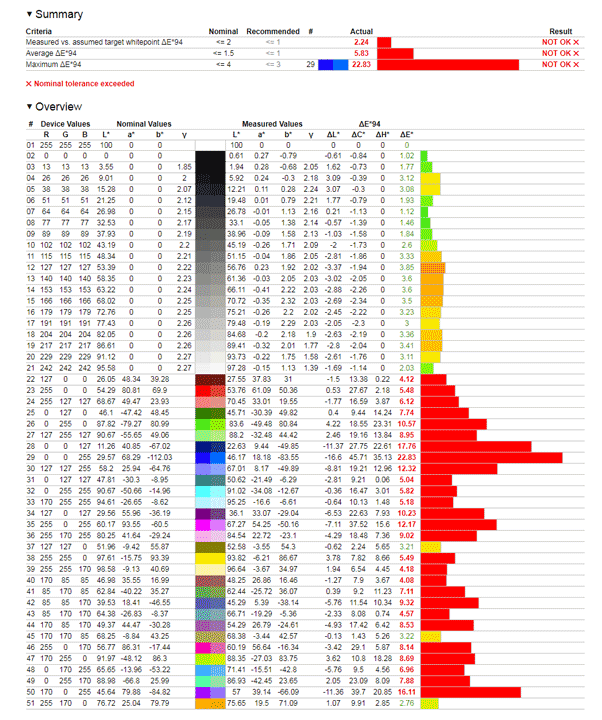 ▼ Summary
Criteria Nominal Recommended # Actual Result
Measured vs. assumed target whitepoint ΔE*94 <= 2 <= 1 2.24 NOT OK ✕
Average ΔE*94 <= 1.5 <= 1 5.83 NOT OK ✕
Maximum ΔE*94 <= 4 <= 3 29 22.83 NOT OK ✕
✕ Nominal tolerance exceeded
▼ Overview
# Device Values Nominal Values Measured Values ΔE*94
R G B L* a* b* γ L* a* b* γ ΔL* ΔC* ΔH* ΔE*
01 255 255 255 100 0 0 100 0 0 0 0 0 0
02 0 0 0 0 0 0 0.61 0.27 -0.79 -0.61 -0.84 0 1.02
03 13 13 13 3.55 0 0 1.85 1.94 0.28 -0.68 2.05 1.62 -0.73 0 1.77
04 26 26 26 9.01 0 0 2 5.92 0.24 -0.3 2.18 3.09 -0.39 0 3.12
05 38 38 38 15.28 0 0 2.07 12.21 0.11 0.28 2.24 3.07 -0.3 0 3.08
06 51 51 51 21.25 0 0 2.12 19.48 0.01 0.79 2.21 1.77 -0.79 0 1.93
07 64 64 64 26.98 0 0 2.15 26.78 -0.01 1.13 2.16 0.21 -1.13 0 1.12
08 77 77 77 32.53 0 0 2.17 33.1 -0.05 1.38 2.14 -0.57 -1.39 0 1.46
09 89 89 89 37.93 0 0 2.19 38.96 -0.09 1.58 2.13 -1.03 -1.58 0 1.84
10 102 102 102 43.19 0 0 2.2 45.19 -0.26 1.71 2.09 -2 -1.73 0 2.6
11 115 115 115 48.34 0 0 2.21 51.15 -0.04 1.86 2.05 -2.81 -1.86 0 3.33
12 127 127 127 53.39 0 0 2.22 56.76 0.23 1.92 2.02 -3.37 -1.94 0 3.85
13 140 140 140 58.35 0 0 2.23 61.36 -0.03 2.05 2.03 -3.02 -2.05 0 3.6
14 153 153 153 63.22 0 0 2.24 66.11 -0.41 2.22 2.03 -2.88 -2.26 0 3.6
15 166 166 166 68.02 0 0 2.25 70.72 -0.35 2.32 2.03 -2.69 -2.34 0 3.5
16 179 179 179 72.76 0 0 2.25 75.21 -0.26 2.2 2.02 -2.45 -2.22 0 3.23
17 191 191 191 77.43 0 0 2.26 79.48 -0.19 2.29 2.03 -2.05 -2.3 0 3
18 204 204 204 82.05 0 0 2.26 84.68 -0.2 2.18 1.9 -2.63 -2.19 0 3.36
19 217 217 217 86.61 0 0 2.26 89.41 -0.32 2.01 1.77 -2.8 -2.04 0 3.41
20 229 229 229 91.12 0 0 2.27 93.73 -0.22 1.75 1.58 -2.61 -1.76 0 3.11
21 242 242 242 95.58 0 0 2.27 97.28 -0.55 1.13 1.39 -1.69 -1.14 0 2.03
22 127 0 0 26.05 48.34 39.28 27.55 37.83 31 -1.5 13.38 0.22 4.12
23 255 0 0 54.29 80.81 69.9 53.76 61.09 50.36 0.53 27.67 2.18 5.48
24 255 127 127 68.67 49.47 23.93 70.45 33.01 19.55 -1.77 16.59 3.87 6.12
25 0 127 0 46.1 -47.42 48.45 45.71 -30.39 49.82 0.4 9.44 14.24 7.74
26 0 255 0 87.82 -79.27 80.99 83.6 -49.48 80.84 4.22 18.55 23.31 10.57
27 127 255 127 90.67 -55.65 49.06 88.2 -32.48 44.42 2.46 19.16 13.84 8.95
28 0 0 127 11.26 40.85 -67.02 22.63 9.44 -49.85 -11.37 27.75 22.61 17.76
29 0 0 255 29.57 68.29 -112.03 46.17 18.18 -83.55 -16.6 45.71 35.13 22.83
30 127 127 255 58.2 25.94 -64.76 67.01 8.17 -49.89 -8.81 19.21 12.96 12.32
31 0 127 127 47.81 -30.3 -8.95 50.62 -21.49 -6.29 -2.81 9.21 0.06 5.04
32 0 255 255 90.67 -50.66 -14.96 91.02 -34.08 -12.67 -0.36 16.47 3.01 5.82
33 170 255 255 94.61 -26.65 -8.62 95.25 -16.6 -6.61 -0.64 10.13 1.48 5.18
34 127 0 127 29.56 55.96 -36.19 36.1 33.07 -29.04 -6.53 22.63 7.93 10.23
35 255 0 255 60.17 93.55 -60.5 67.27 54.25 -50.16 -7.11 37.52 15.6 12.17
36 255 170 255 80.25 41.64 -29.24 84.54 22.72 -23.1 -4.29 18.48 7.36 9.02
37 127 127 0 51.56 -9.42 55.87 52.58 -3.55 54.3 -0.62 2.24 5.65 3.21
38 255 255 0 97.61 -15.75 93.39 93.82 -6.21 86.67 3.78 7.82 8.66 5.49
39 255 255 170 98.58 -9.13 40.69 96.64 -3.67 34.97 1.94 6.54 4.45 4.18
40 170 85 85 46.98 35.55 16.99 48.25 26.86 16.46 -1.27 7.9 3.67 4.08
41 85 170 85 62.84 -40.22 35.27 62.44 -25.72 36.07 0.39 9.2 11.23 7.11
42 85 85 170 39.53 18.41 -46.55 45.29 5.39 -38.14 -5.76 11.54 10.34 9.32
43 85 170 170 64.38 -26.83 -8.37 66.71 -19.29 -5.36 -2.33 8.08 0.74 4.57
44 170 85 170 49.37 44.47 -30.28 54.29 26.79 -24.61 -4.93 17.42 6.42 8.53
45 170 170 85 68.25 -8.84 43.25 68.38 -3.44 42.57 -0.13 1.43 5.26 3.22
46 255 0 170 56.77 86.31 -17.44 60.19 56.64 -16.34 -3.42 29.1 5.87 8.14
47 170 255 0 91.97 -48.12 86.3 88.35 -27.03 83.75 3.62 10.8 18.28 8.69
48 0 170 255 65.65 -13.96 -53.22 71.41 -15.51 -42.8 -5.76 9.5 4.56 6.96
49 0 255 170 88.98 -66.8 25.99 86.93 -42.45 23.65 2.05 23.09 8.09 7.88
50 170 0 255 45.64 79.88 -84.82 57 39.14 -66.09 -11.36 39.7 20.85 16.11
51 255 170 0 76.72 25.04 79.79 75.65 19.5 71.09 1.07 9.91 2.85 2.76